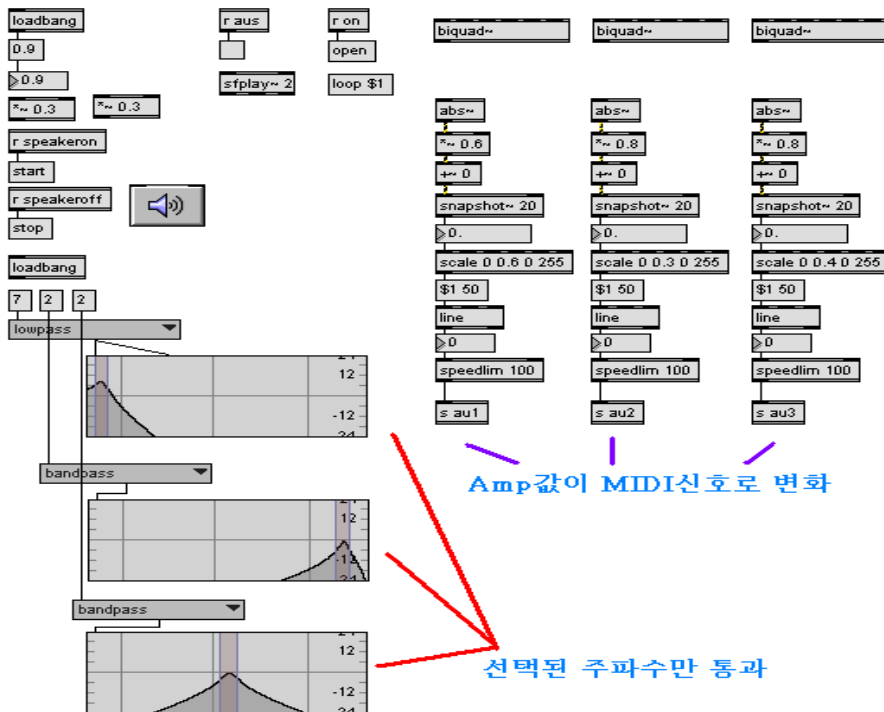 loadbang
0.9
0.9
*~ 0.3
*~ 0.3
r speakeron
start
r speakeroff
stop
loadbang
7
2
2
lowpass
12
-12
24
bandpass
12
-12
24
bandpass
12
-12
24
r aus
sfplay~ 2
r on
open
loop $1
biquad~
abs~
*~ 0.6
+~ 0
snapshot~ 20
0.
scale 0 0.6 0 255
$1 50
line
0
speedlim 100
s au1
biquad~
abs~
*~ 0.8
+~ 0
snapshot~ 20
0.
scale 0 0.3 0 255
$1 50
line
0
speedlim 100
s au2
biquad~
abs~
*~ 0.8
+~ 0
snapshot~ 20
0.
scale 0 0.4 0 255
$1 50
line
0
speedlim 100
s au3
Amp값이 MIDI신호로 변화
선택된 주파수만 통과